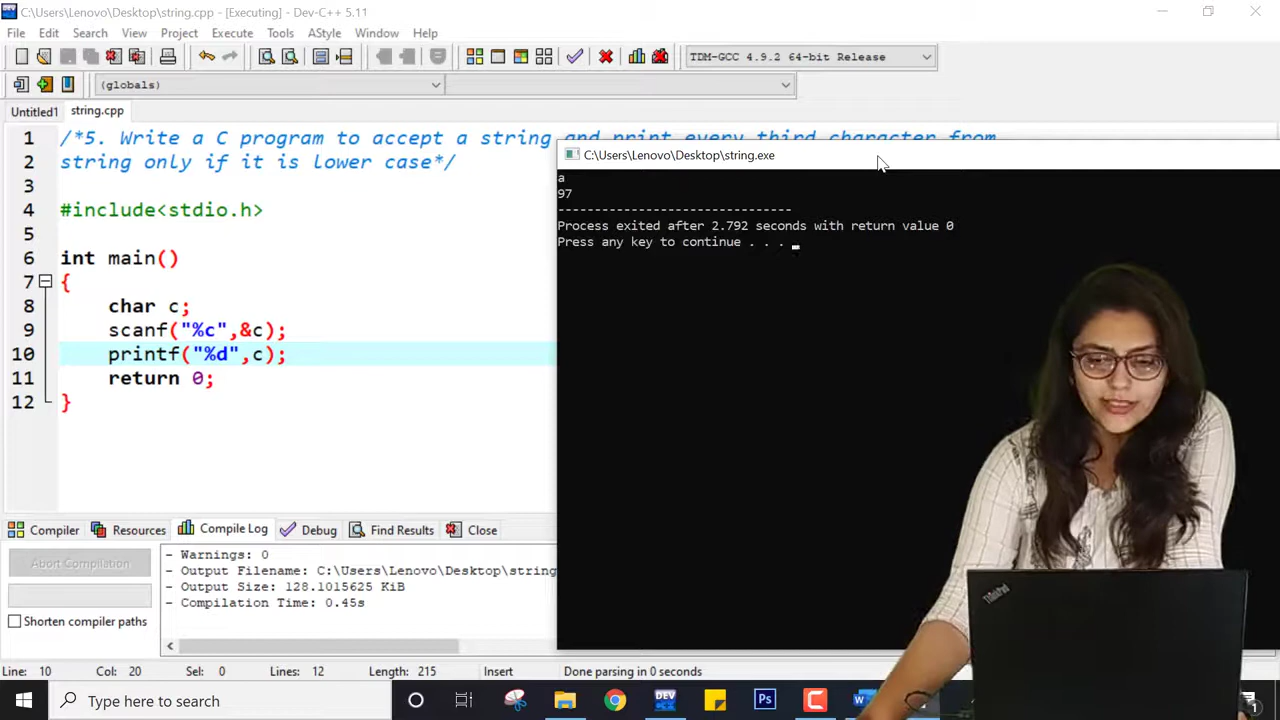 C:\Users\Lenovo\Desktop\string.cpp - [Executing] - Dev-C++ 5.11
File Edit Search View Project Execute Tools AStyle Window Help
TDM-GCC 4.9.2 64-bit Release
(globals)
Untitled1 string.cpp
1 /*5. Write a C program to accept a string and print every third character from
2 string only if it is lower case*/
3
4 #include<stdio.h>
5
6 int main()
7 {
8 char c;
9 scanf("%c",&c);
10 printf("%d",c);
11 return 0;
12 }
C:\Users\Lenovo\Desktop\string.exe
a
97
--------------------------------
Process exited after 2.792 seconds with return value 0
Press any key to continue . . .
Compiler Resources Compile Log Debug Find Results Close
Abort Compilation
Shorten compiler paths
- Warnings: 0
- Output Filename: C:\Users\Lenovo\Desktop\string
- Output Size: 128.1015625 KiB
- Compilation Time: 0.45s
Line: 10 Col: 20 Sel: 0 Lines: 12 Length: 215 Insert Done parsing in 0 seconds
Type here to search
DEV
Ps
W
1
ThinkPad